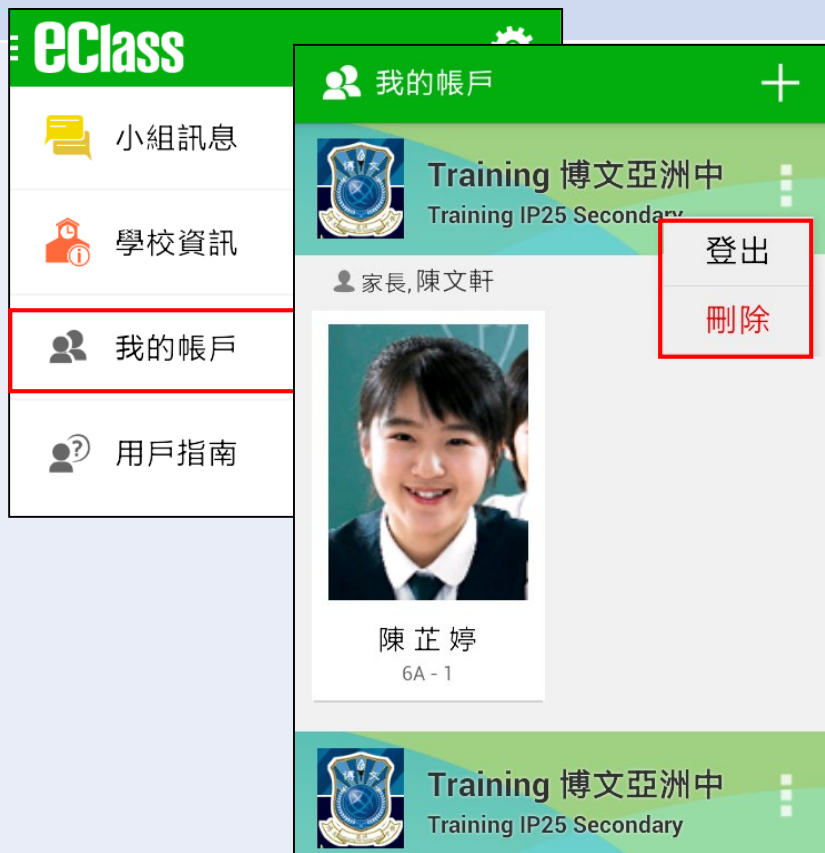 eClass
小組訊息
學校資訊
我的帳戶
用戶指南
我的帳戶
Training 博文亞洲中
Training IP25 Secondary
登出
刪除
家長,陳文軒
陳芷婷
6A - 1
Training 博文亞洲中
Training IP25 Secondary